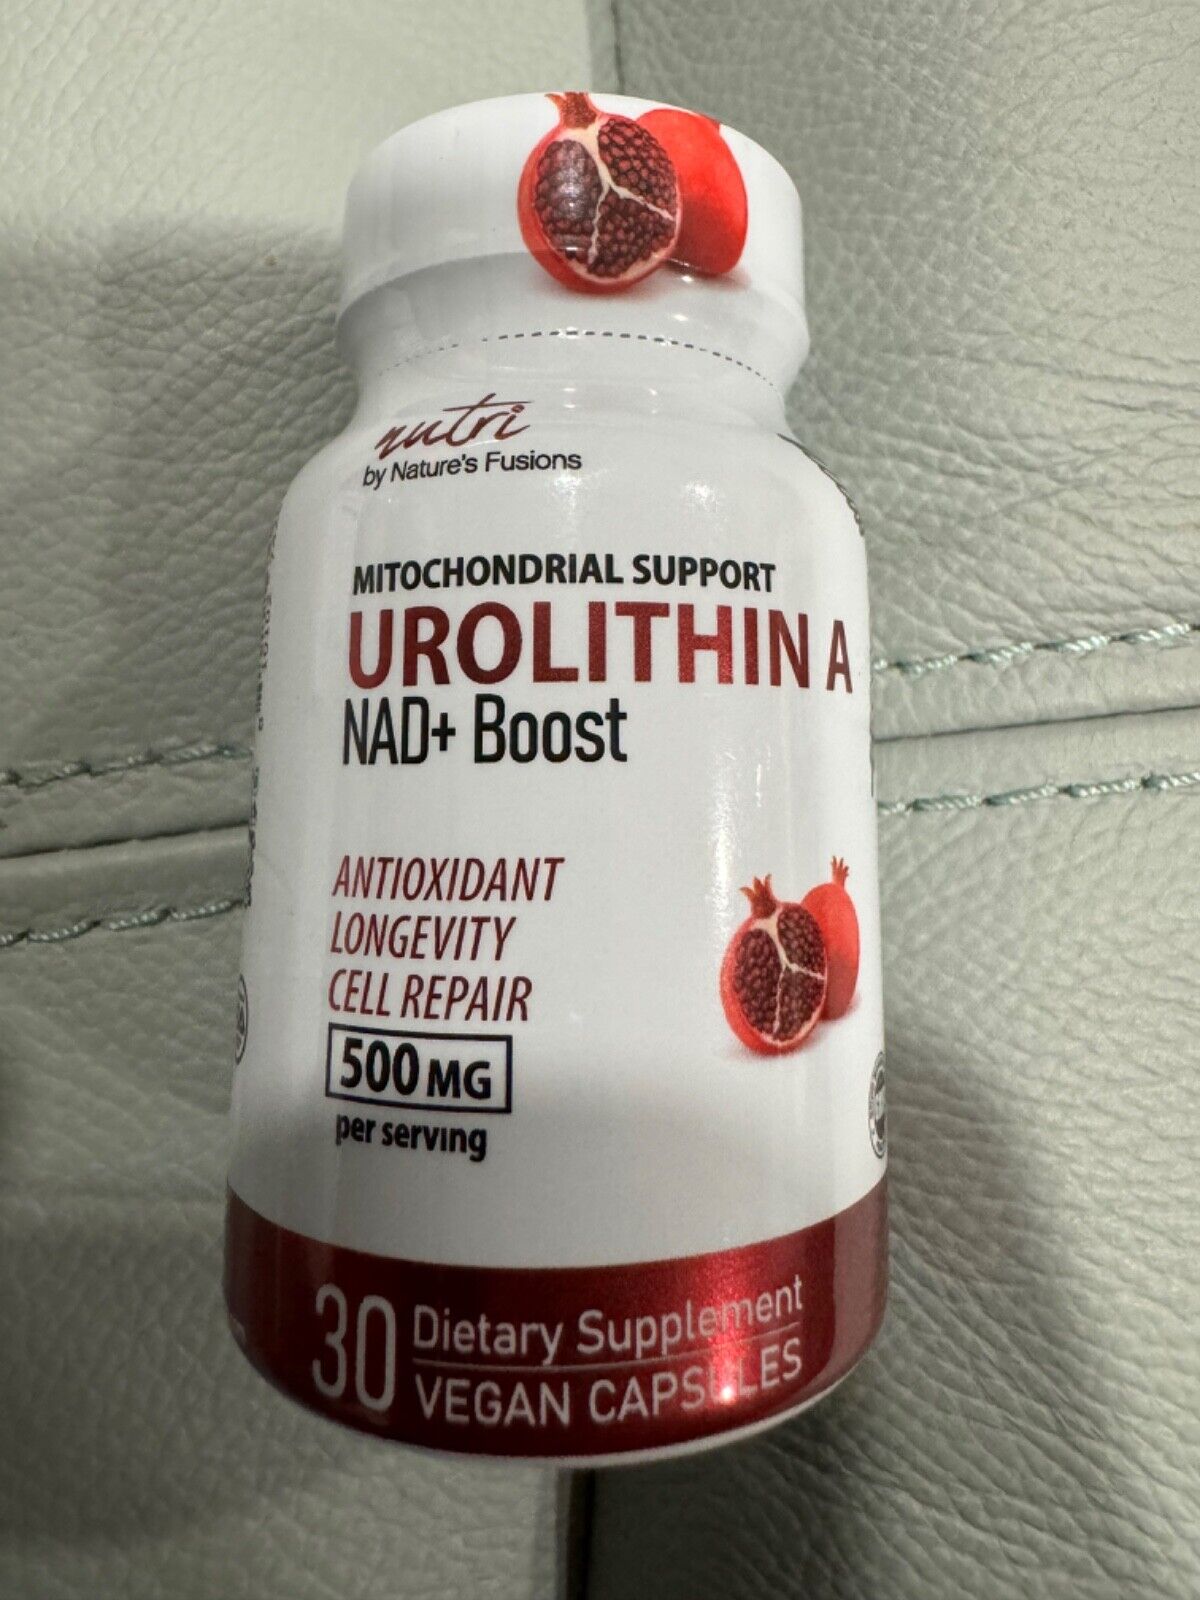 nutri
by Nature's Fusions
MITOCHONDRIAL SUPPORT
UROLITHIN A
NAD+ Boost
ANTIOXIDANT
LONGEVITY
CELL REPAIR
500 MG
per serving
30
Dietary Supplement
VEGAN CAPSULES